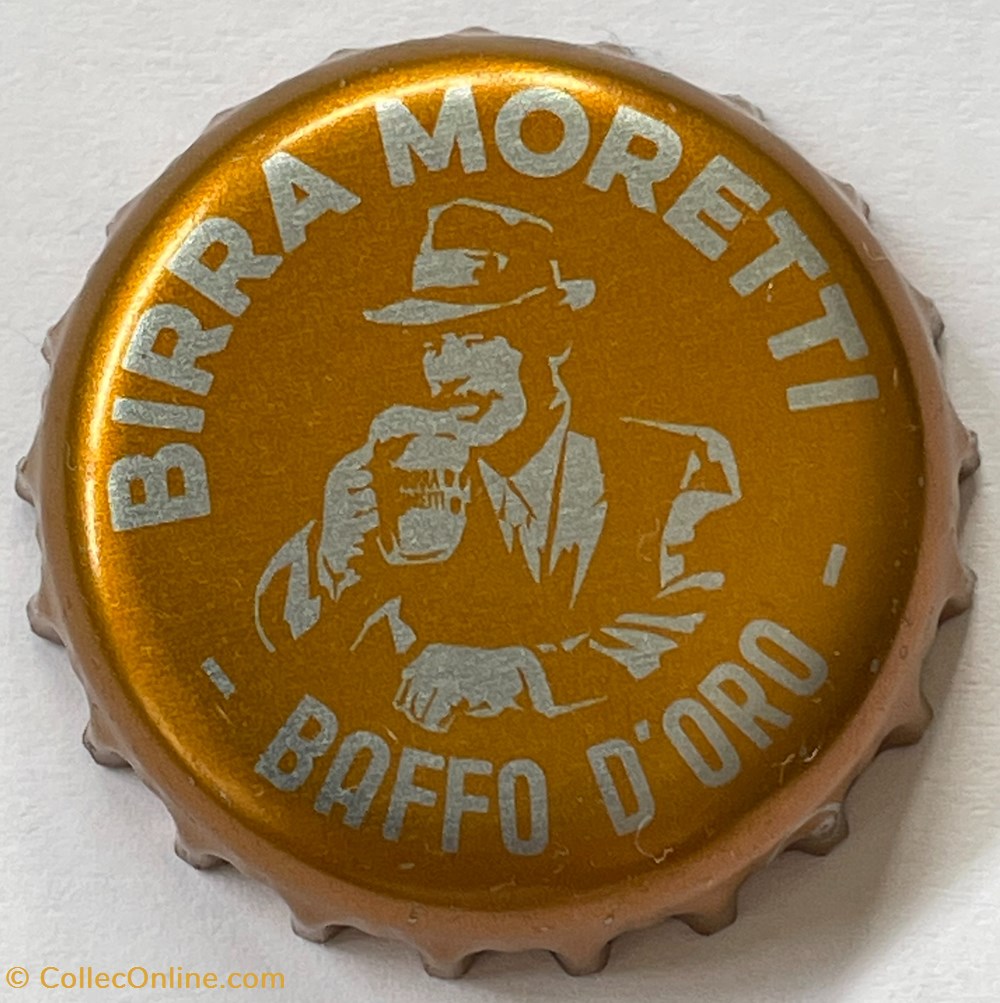 BIRRA MORETTI
- BAFFO D'ORO -
© CollecOnline.com